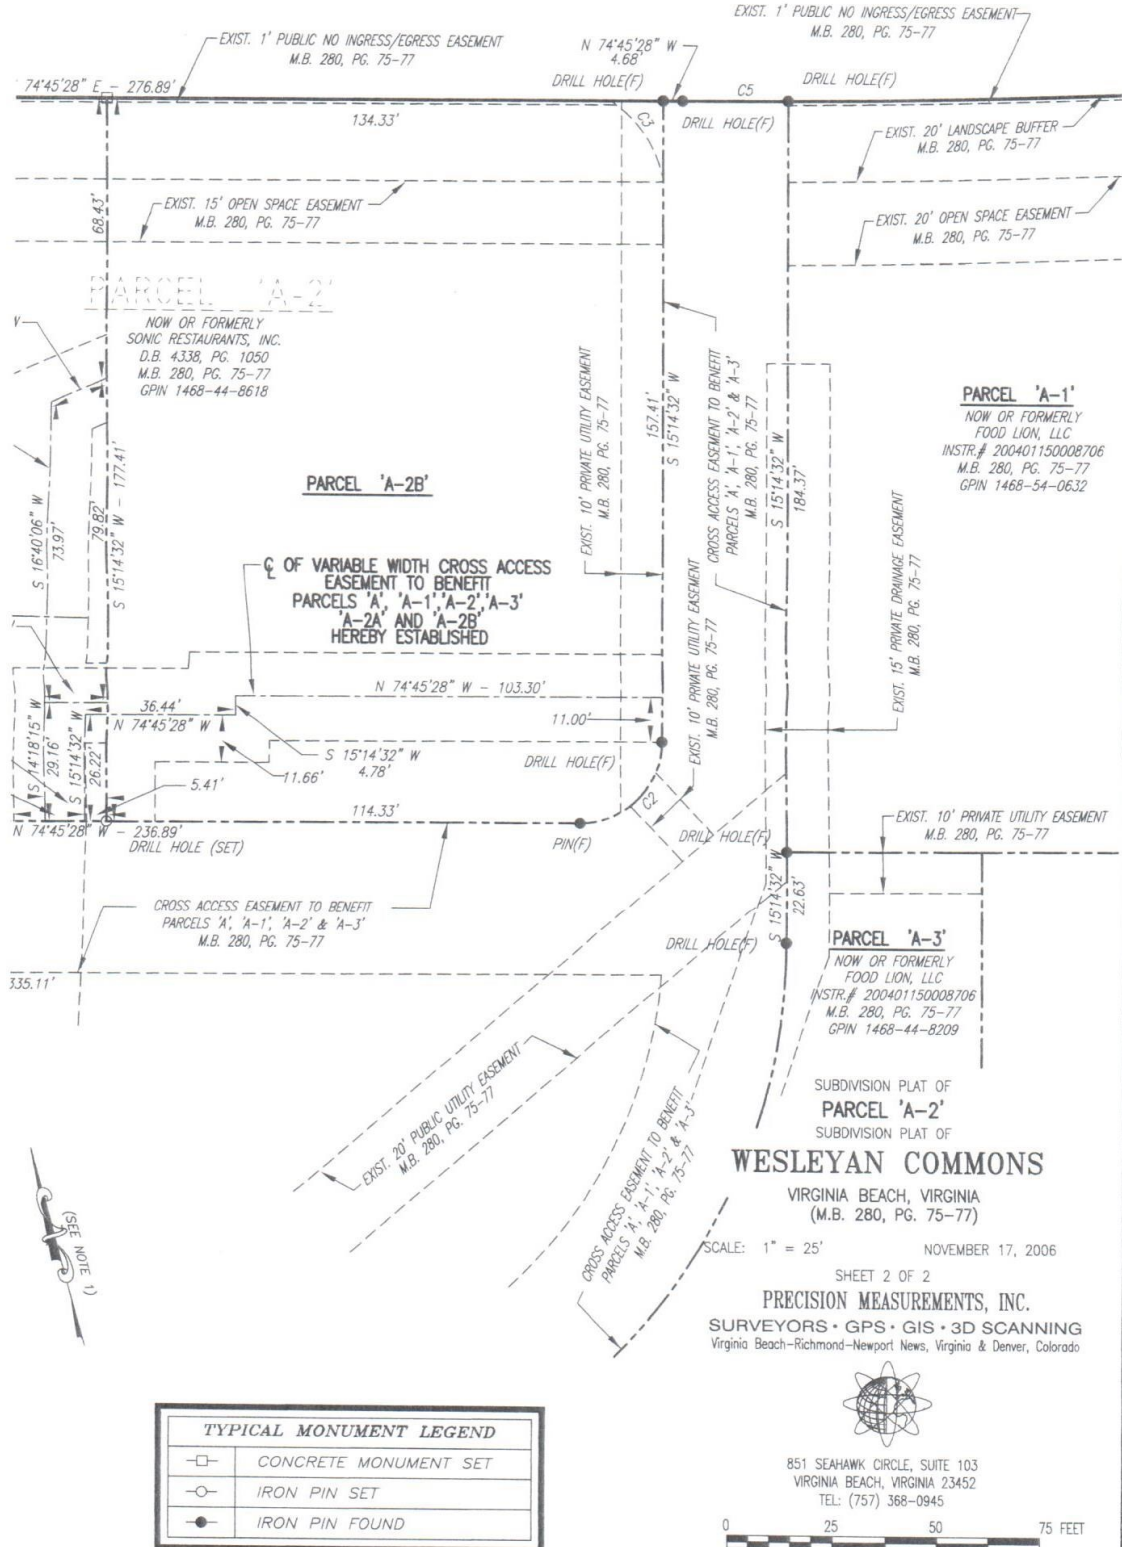 EXIST. 1' PUBLIC NO INGRESS/EGRESS EASEMENT
M.B. 280, PG. 75-77
N 74°45'28" W
4.68'
EXIST. 1' PUBLIC NO INGRESS/EGRESS EASEMENT
M.B. 280, PG. 75-77
74°45'28" E - 276.89'
DRILL HOLE(F)
C5
DRILL HOLE(F)
134.33'
C3
DRILL HOLE(F)
EXIST. 20' LANDSCAPE BUFFER
M.B. 280, PG. 75-77
68.43'
EXIST. 15' OPEN SPACE EASEMENT
M.B. 280, PG. 75-77
EXIST. 20' OPEN SPACE EASEMENT
M.B. 280, PG. 75-77
PARCEL 'A-2'
NOW OR FORMERLY
SONIC RESTAURANTS, INC.
D.B. 4338, PG. 1050
M.B. 280, PG. 75-77
GPIN 1468-44-8618
EXIST. 10' PRIVATE UTILITY EASEMENT
M.B. 280, PG. 75-77
157.41'
S 15°14'32" W
CROSS ACCESS EASEMENT TO BENEFIT
PARCELS 'A', 'A-1', 'A-2' & 'A-3'
M.B. 280, PG. 75-77
S 15°14'32" W
184.37'
PARCEL 'A-1'
NOW OR FORMERLY
FOOD LION, LLC
INSTR.# 200401150008706
M.B. 280, PG. 75-77
GPIN 1468-54-0632
S 16°40'06" W
73.97'
79.82'
S 15°14'32" W - 177.41'
PARCEL 'A-2B'
℄ OF VARIABLE WIDTH CROSS ACCESS
EASEMENT TO BENEFIT
PARCELS 'A', 'A-1','A-2','A-3'
'A-2A' AND 'A-2B'
HEREBY ESTABLISHED
EXIST. 10' PRIVATE UTILITY EASEMENT
M.B. 280, PG. 75-77
EXIST. 15' PRIVATE DRAINAGE EASEMENT
M.B. 280, PG. 75-77
S 14°18'15" W
29.16'
S 15°14'32" W
26.22'
36.44'
N 74°45'28" W
N 74°45'28" W - 103.30'
11.00'
S 15°14'32" W
4.78'
DRILL HOLE(F)
11.66'
5.41'
114.33'
C2
N 74°45'28" W - 236.89'
DRILL HOLE (SET)
PIN(F)
DRILL HOLE(F)
EXIST. 10' PRIVATE UTILITY EASEMENT
M.B. 280, PG. 75-77
S 15°14'32" W
22.63'
CROSS ACCESS EASEMENT TO BENEFIT
PARCELS 'A', 'A-1', 'A-2' & 'A-3'
M.B. 280, PG. 75-77
DRILL HOLE(F)
335.11'
PARCEL 'A-3'
NOW OR FORMERLY
FOOD LION, LLC
INSTR.# 200401150008706
M.B. 280, PG. 75-77
GPIN 1468-44-8209
EXIST. 20' PUBLIC UTILITY EASEMENT
M.B. 280, PG. 75-77
CROSS ACCESS EASEMENT TO BENEFIT
PARCELS 'A', 'A-1', 'A-2' & 'A-3'
M.B. 280, PG. 75-77
(SEE NOTE 1)
SUBDIVISION PLAT OF
PARCEL 'A-2'
SUBDIVISION PLAT OF
WESLEYAN COMMONS
VIRGINIA BEACH, VIRGINIA
(M.B. 280, PG. 75-77)
SCALE: 1" = 25'
NOVEMBER 17, 2006
SHEET 2 OF 2
PRECISION MEASUREMENTS, INC.
SURVEYORS • GPS • GIS • 3D SCANNING
Virginia Beach-Richmond-Newport News, Virginia & Denver, Colorado
851 SEAHAWK CIRCLE, SUITE 103
VIRGINIA BEACH, VIRGINIA 23452
TEL: (757) 368-0945
TYPICAL MONUMENT LEGEND
CONCRETE MONUMENT SET
IRON PIN SET
IRON PIN FOUND
0 25 50 75 FEET